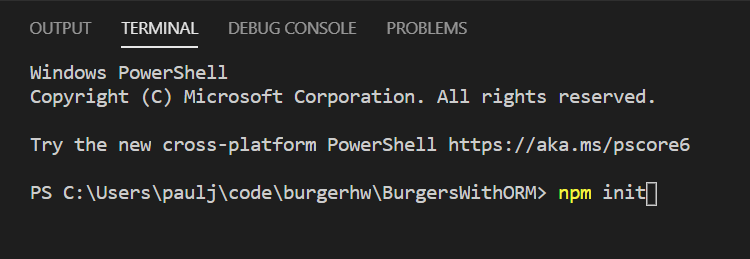 OUTPUT TERMINAL DEBUG CONSOLE PROBLEMS
Windows PowerShell
Copyright (C) Microsoft Corporation. All rights reserved.
Try the new cross-platform PowerShell https://aka.ms/pscore6
PS C:\Users\paulj\code\burgerhw\BurgersWithORM> npm init